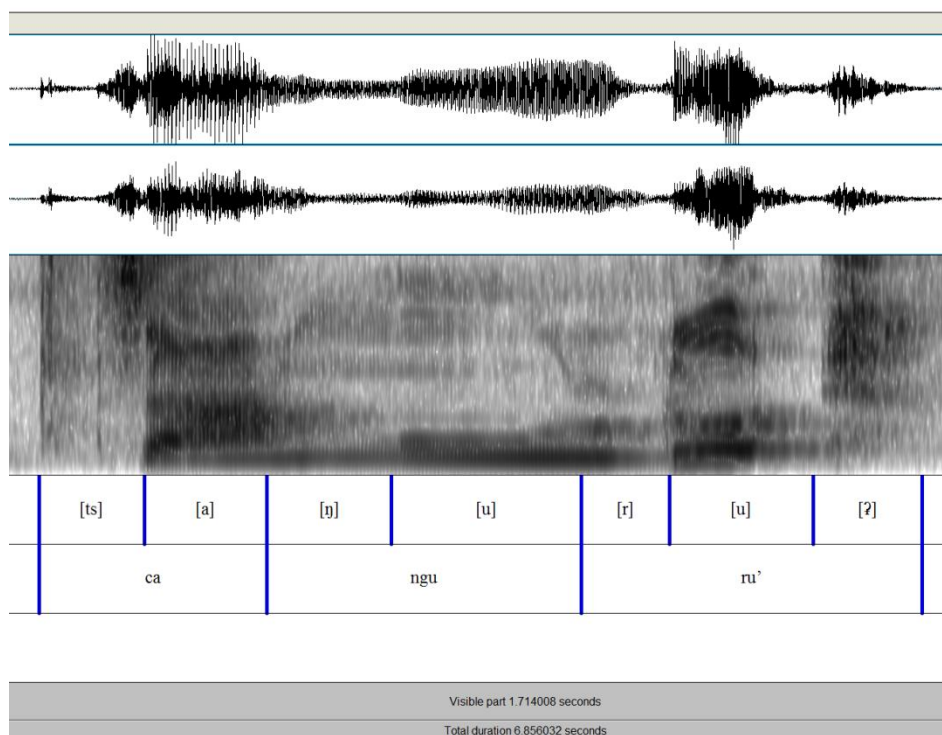 [ts] [a] [ŋ] [u] [r] [u] [ʔ]
ca ngu ru’
Visible part 1.714008 seconds
Total duration 6.856032 seconds